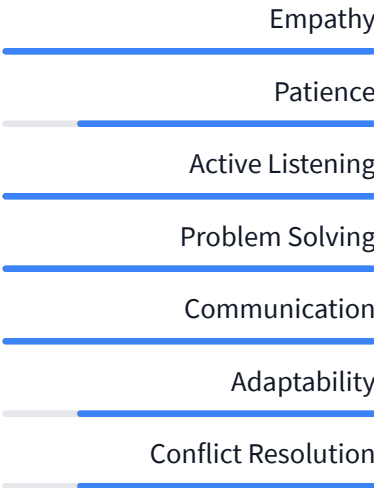 Empathy
Patience
Active Listening
Problem Solving
Communication
Adaptability
Conflict Resolution